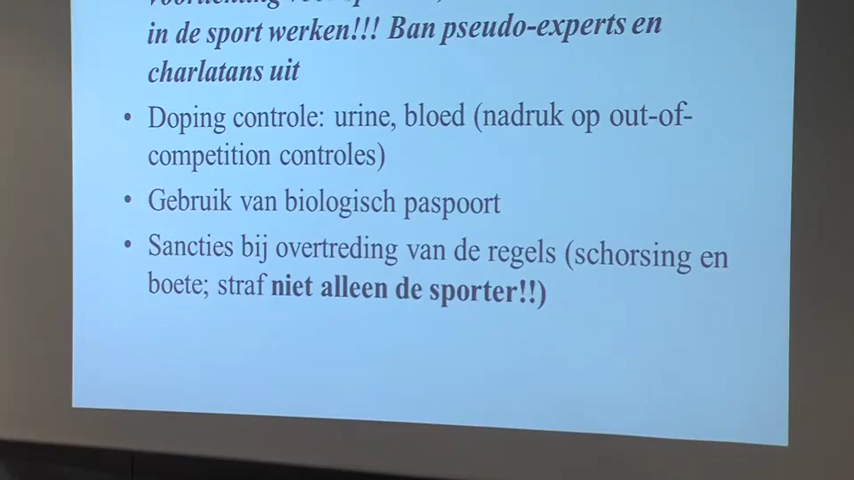 in de sport werken!!! Ban pseudo-experts en
charlatans uit
• Doping controle: urine, bloed (nadruk op out-of-
competition controles)
• Gebruik van biologisch paspoort
• Sancties bij overtreding van de regels (schorsing en
boete; straf niet alleen de sporter!!)